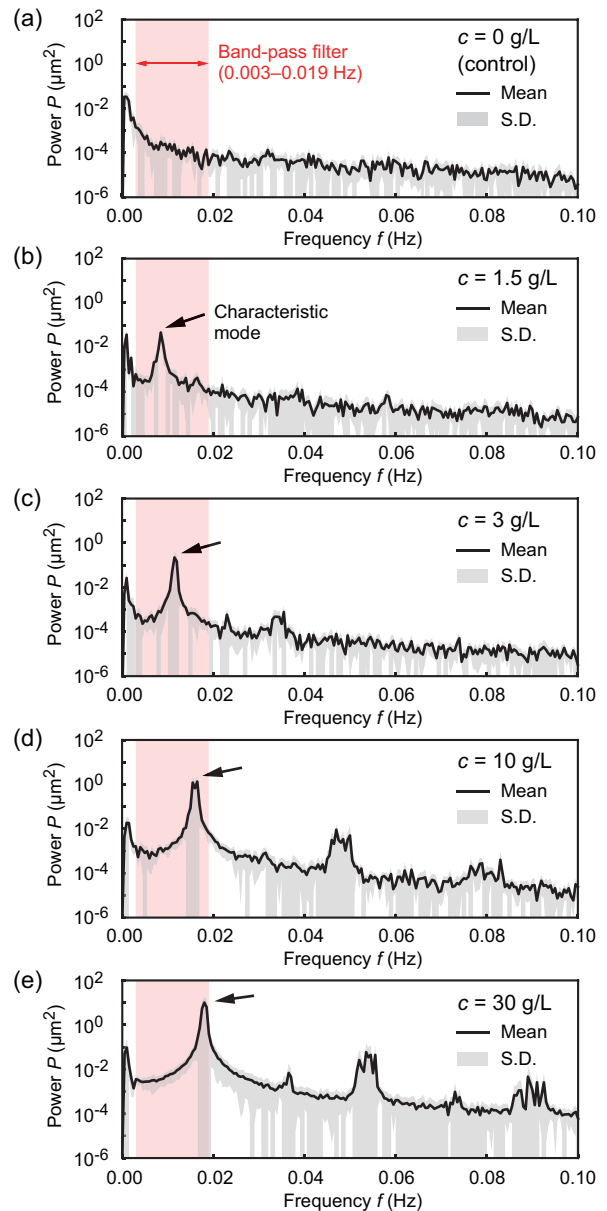 (a)
10²
10⁰
10⁻²
10⁻⁴
10⁻⁶
Power P (µm²)
Band-pass filter
(0.003–0.019 Hz)
c = 0 g/L
(control)
Mean
S.D.
0.00 0.02 0.04 0.06 0.08 0.10
Frequency f (Hz)
(b)
10²
10⁰
10⁻²
10⁻⁴
10⁻⁶
Power P (µm²)
Characteristic
mode
c = 1.5 g/L
Mean
S.D.
0.00 0.02 0.04 0.06 0.08 0.10
Frequency f (Hz)
(c)
10²
10⁰
10⁻²
10⁻⁴
10⁻⁶
Power P (µm²)
c = 3 g/L
Mean
S.D.
0.00 0.02 0.04 0.06 0.08 0.10
Frequency f (Hz)
(d)
10²
10⁰
10⁻²
10⁻⁴
10⁻⁶
Power P (µm²)
c = 10 g/L
Mean
S.D.
0.00 0.02 0.04 0.06 0.08 0.10
Frequency f (Hz)
(e)
10²
10⁰
10⁻²
10⁻⁴
10⁻⁶
Power P (µm²)
c = 30 g/L
Mean
S.D.
0.00 0.02 0.04 0.06 0.08 0.10
Frequency f (Hz)